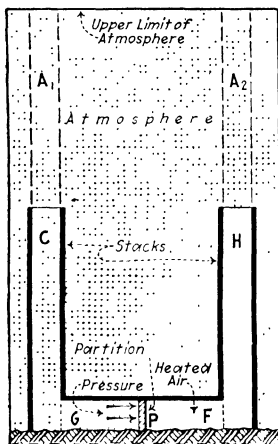 Upper Limit of
Atmosphere
A₁
A₂
Atmosphere
C
Stacks
H
Partition
Heated
Air
Pressure
G
P
F